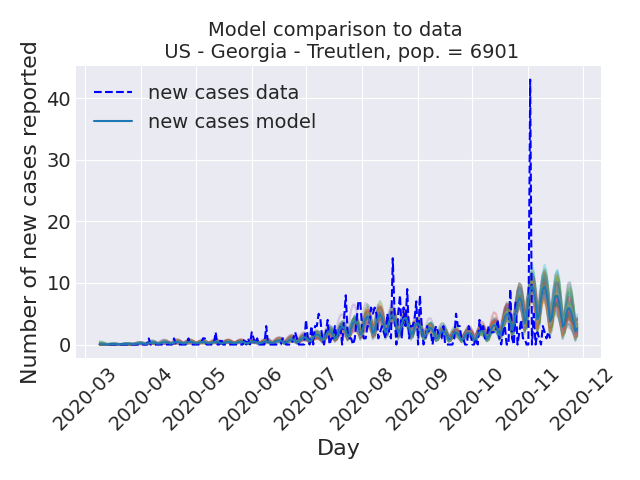 Model comparison to data
US - Georgia - Treutlen, pop. = 6901
Number of new cases reported
40
30
20
10
0
new cases data
new cases model
2020-03
2020-04
2020-05
2020-06
2020-07
2020-08
2020-09
2020-10
2020-11
2020-12
Day